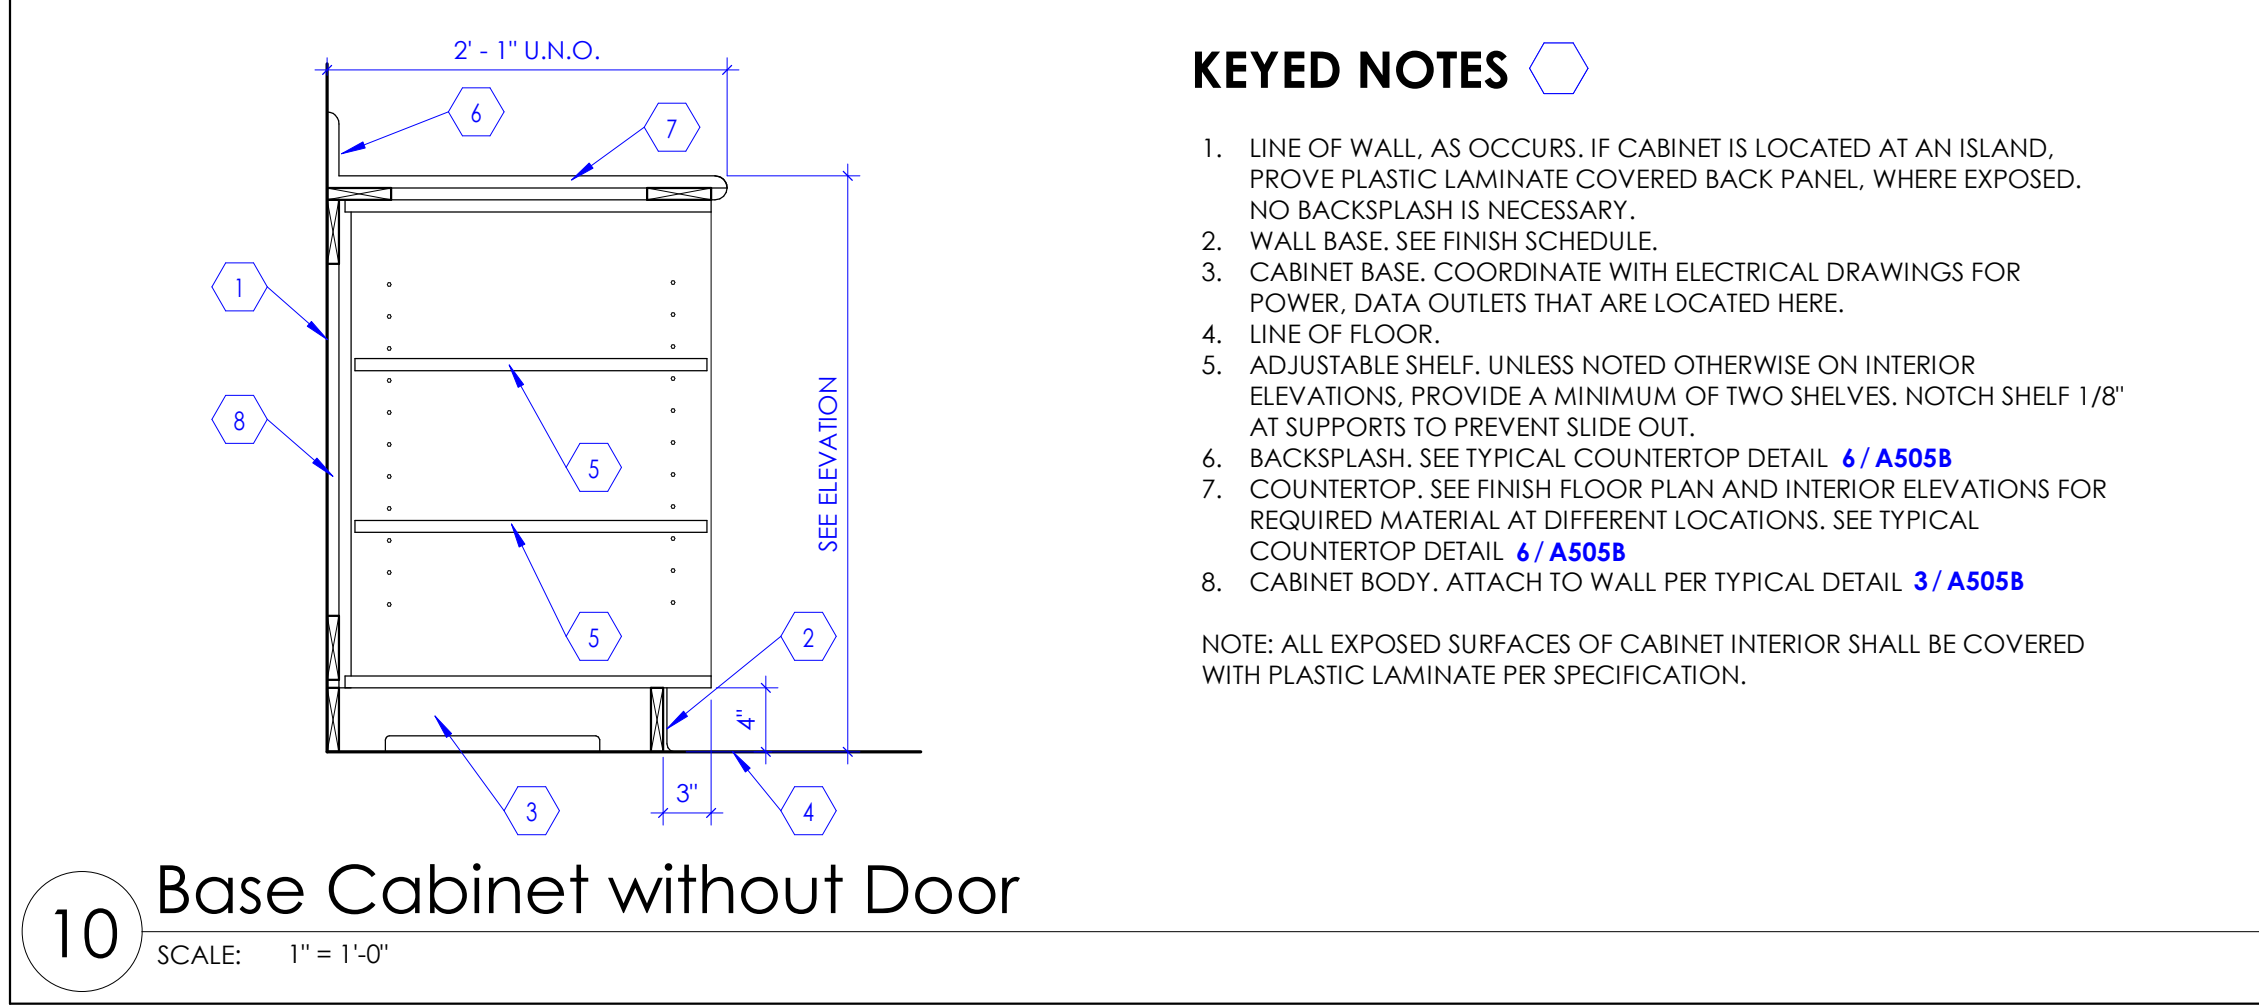 2' - 1" U.N.O.
6
7
1
8
5
5
2
SEE ELEVATION
4"
3"
3
4
KEYED NOTES
1. LINE OF WALL, AS OCCURS. IF CABINET IS LOCATED AT AN ISLAND,
PROVE PLASTIC LAMINATE COVERED BACK PANEL, WHERE EXPOSED.
NO BACKSPLASH IS NECESSARY.
2. WALL BASE. SEE FINISH SCHEDULE.
3. CABINET BASE. COORDINATE WITH ELECTRICAL DRAWINGS FOR
POWER, DATA OUTLETS THAT ARE LOCATED HERE.
4. LINE OF FLOOR.
5. ADJUSTABLE SHELF. UNLESS NOTED OTHERWISE ON INTERIOR
ELEVATIONS, PROVIDE A MINIMUM OF TWO SHELVES. NOTCH SHELF 1/8"
AT SUPPORTS TO PREVENT SLIDE OUT.
6. BACKSPLASH. SEE TYPICAL COUNTERTOP DETAIL 6 / A505B
7. COUNTERTOP. SEE FINISH FLOOR PLAN AND INTERIOR ELEVATIONS FOR
REQUIRED MATERIAL AT DIFFERENT LOCATIONS. SEE TYPICAL
COUNTERTOP DETAIL 6 / A505B
8. CABINET BODY. ATTACH TO WALL PER TYPICAL DETAIL 3 / A505B
NOTE: ALL EXPOSED SURFACES OF CABINET INTERIOR SHALL BE COVERED
WITH PLASTIC LAMINATE PER SPECIFICATION.
10
Base Cabinet without Door
SCALE: 1" = 1'-0"